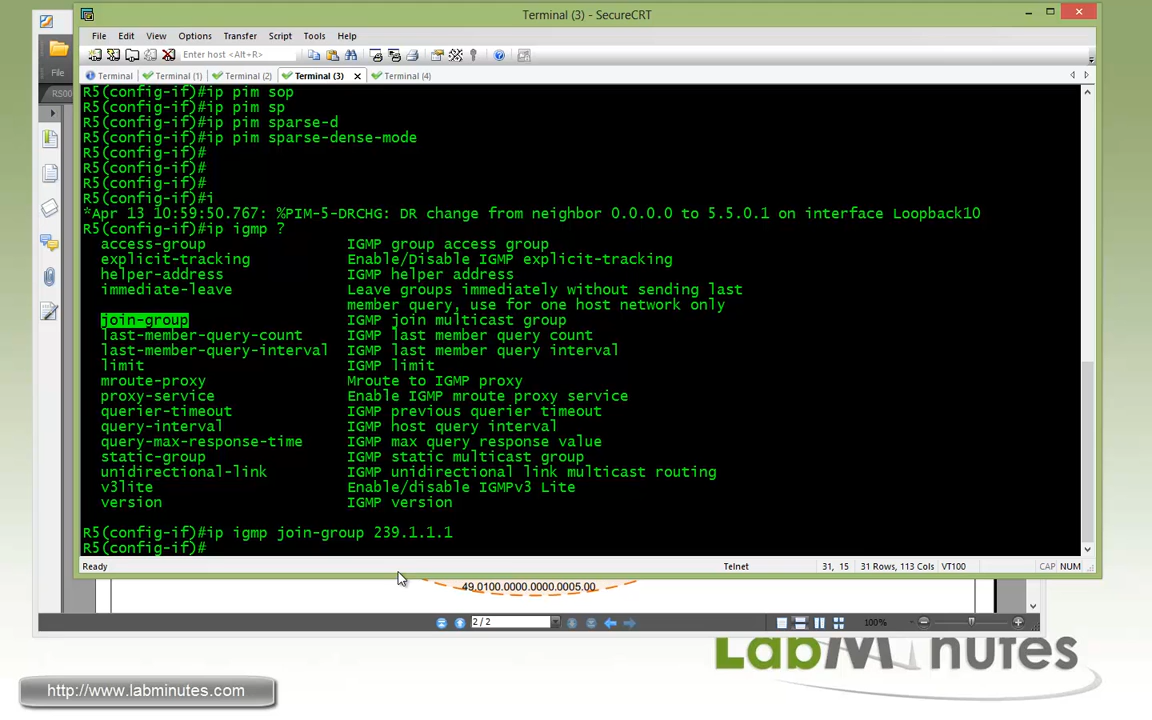 Terminal (3) - SecureCRT
File Edit View Options Transfer Script Tools Help
Enter host <Alt+R>
Terminal Terminal (1) Terminal (2) Terminal (3) Terminal (4)
File
RS00
R5(config-if)#ip pim sop
R5(config-if)#ip pim sp
R5(config-if)#ip pim sparse-d
R5(config-if)#ip pim sparse-dense-mode
R5(config-if)#
R5(config-if)#
R5(config-if)#
R5(config-if)#i
*Apr 13 10:59:50.767: %PIM-5-DRCHG: DR change from neighbor 0.0.0.0 to 5.5.0.1 on interface Loopback10
R5(config-if)#ip igmp ?
access-group IGMP group access group
explicit-tracking Enable/Disable IGMP explicit-tracking
helper-address IGMP helper address
immediate-leave Leave groups immediately without sending last
member query, use for one host network only
join-group IGMP join multicast group
last-member-query-count IGMP last member query count
last-member-query-interval IGMP last member query interval
limit IGMP limit
mroute-proxy Mroute to IGMP proxy
proxy-service Enable IGMP mroute proxy service
querier-timeout IGMP previous querier timeout
query-interval IGMP host query interval
query-max-response-time IGMP max query response value
static-group IGMP static multicast group
unidirectional-link IGMP unidirectional link multicast routing
v3lite Enable/disable IGMPv3 Lite
version IGMP version
R5(config-if)#ip igmp join-group 239.1.1.1
R5(config-if)#
Ready Telnet 31, 15 31 Rows, 113 Cols VT100 CAP NUM
49.0100.0000.0000.0005.00
2 / 2 100%
LabMinutes
http://www.labminutes.com